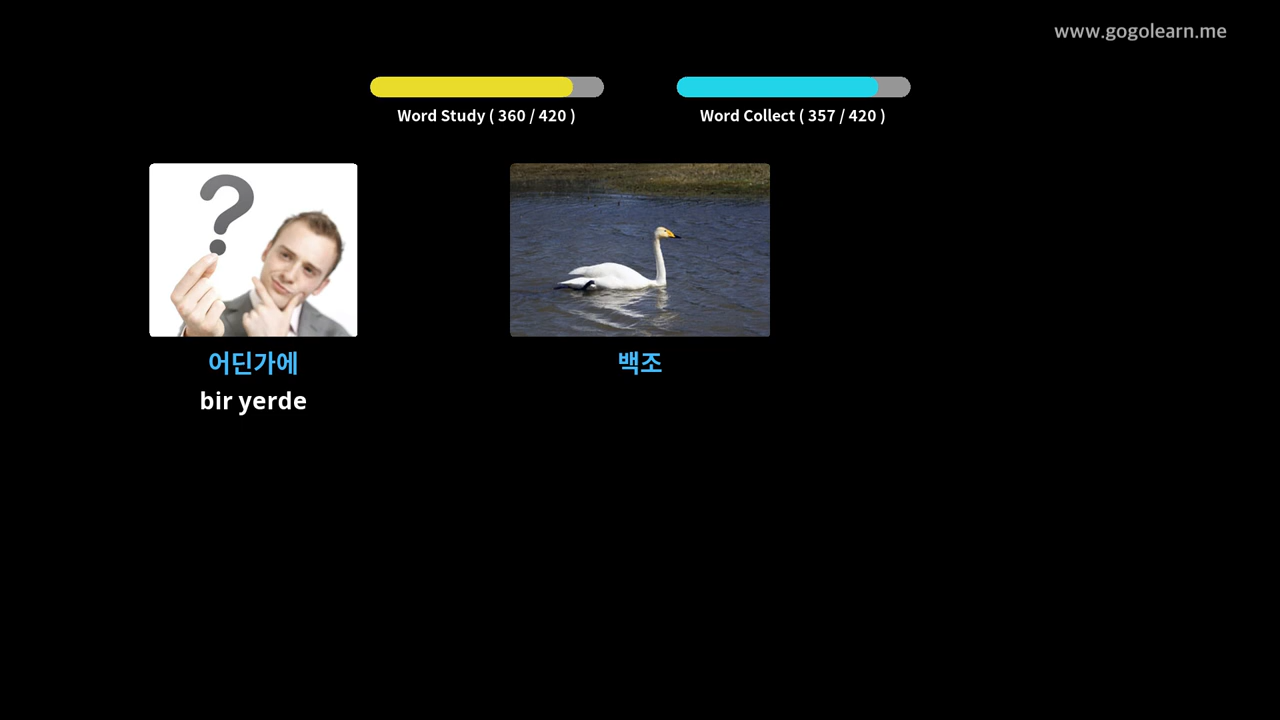 www.gogolearn.me
Word Study ( 360 / 420 )
Word Collect ( 357 / 420 )
어딘가에
bir yerde
백조